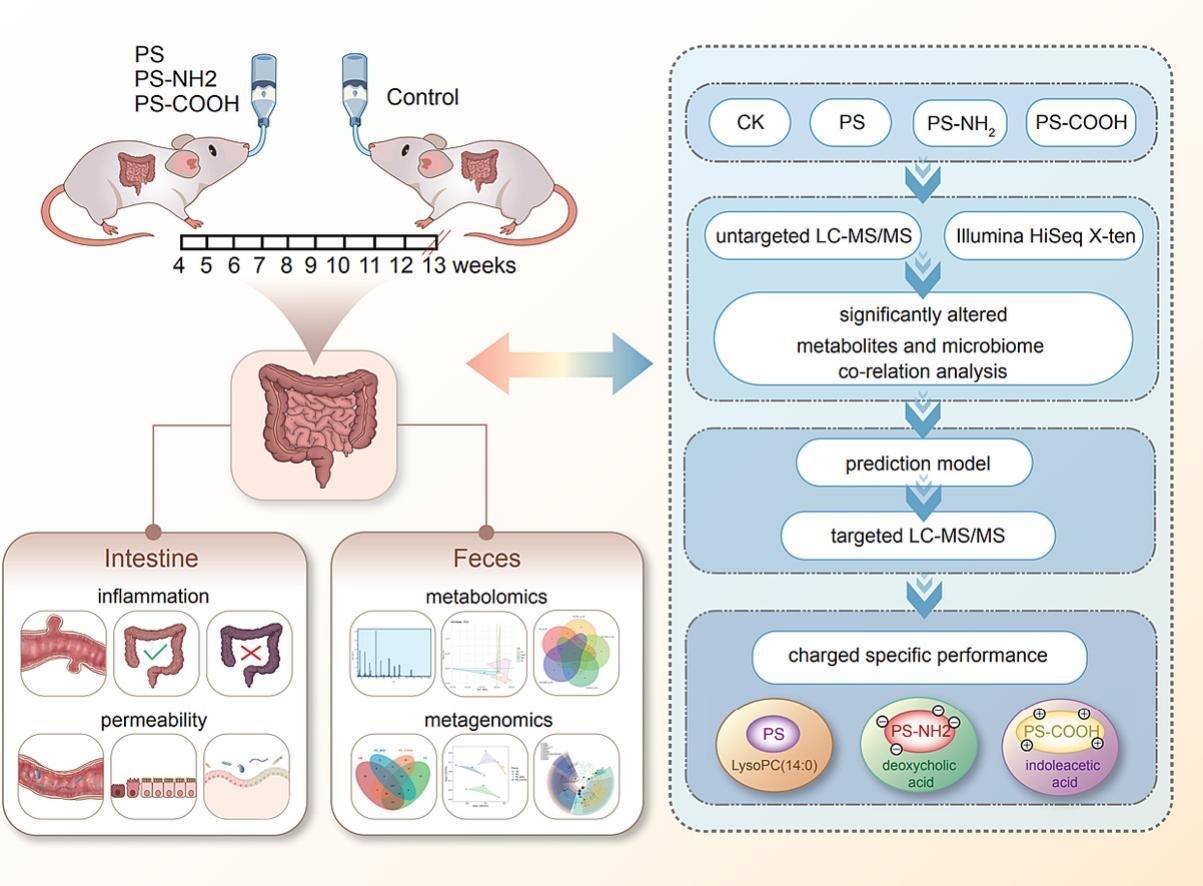 PS
PS-NH2
PS-COOH
Control
4 5 6 7 8 9 10 11 12 13 weeks
Intestine
inflammation
permeability
Feces
metabolomics
metagenomics
CK
PS
PS-NH2
PS-COOH
untargeted LC-MS/MS
Illumina HiSeq X-ten
significantly altered
metabolites and microbiome
co-relation analysis
prediction model
targeted LC-MS/MS
charged specific performance
PS
LysoPC(14:0)
PS-NH2
deoxycholic
acid
PS-COOH
indoleacetic
acid